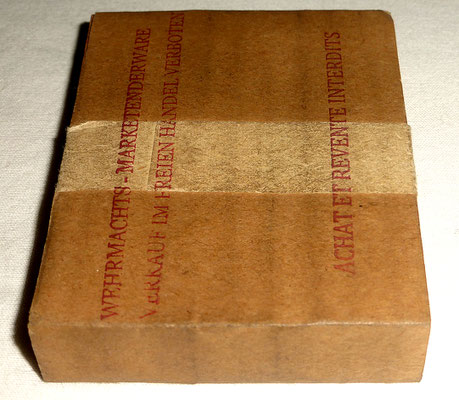 WEHRMACHTS - MARKETENDERWARE
VERKAUF IM FREIEN HANDEL VERBOTEN
ACHAT ET REVENTE INTERDITS